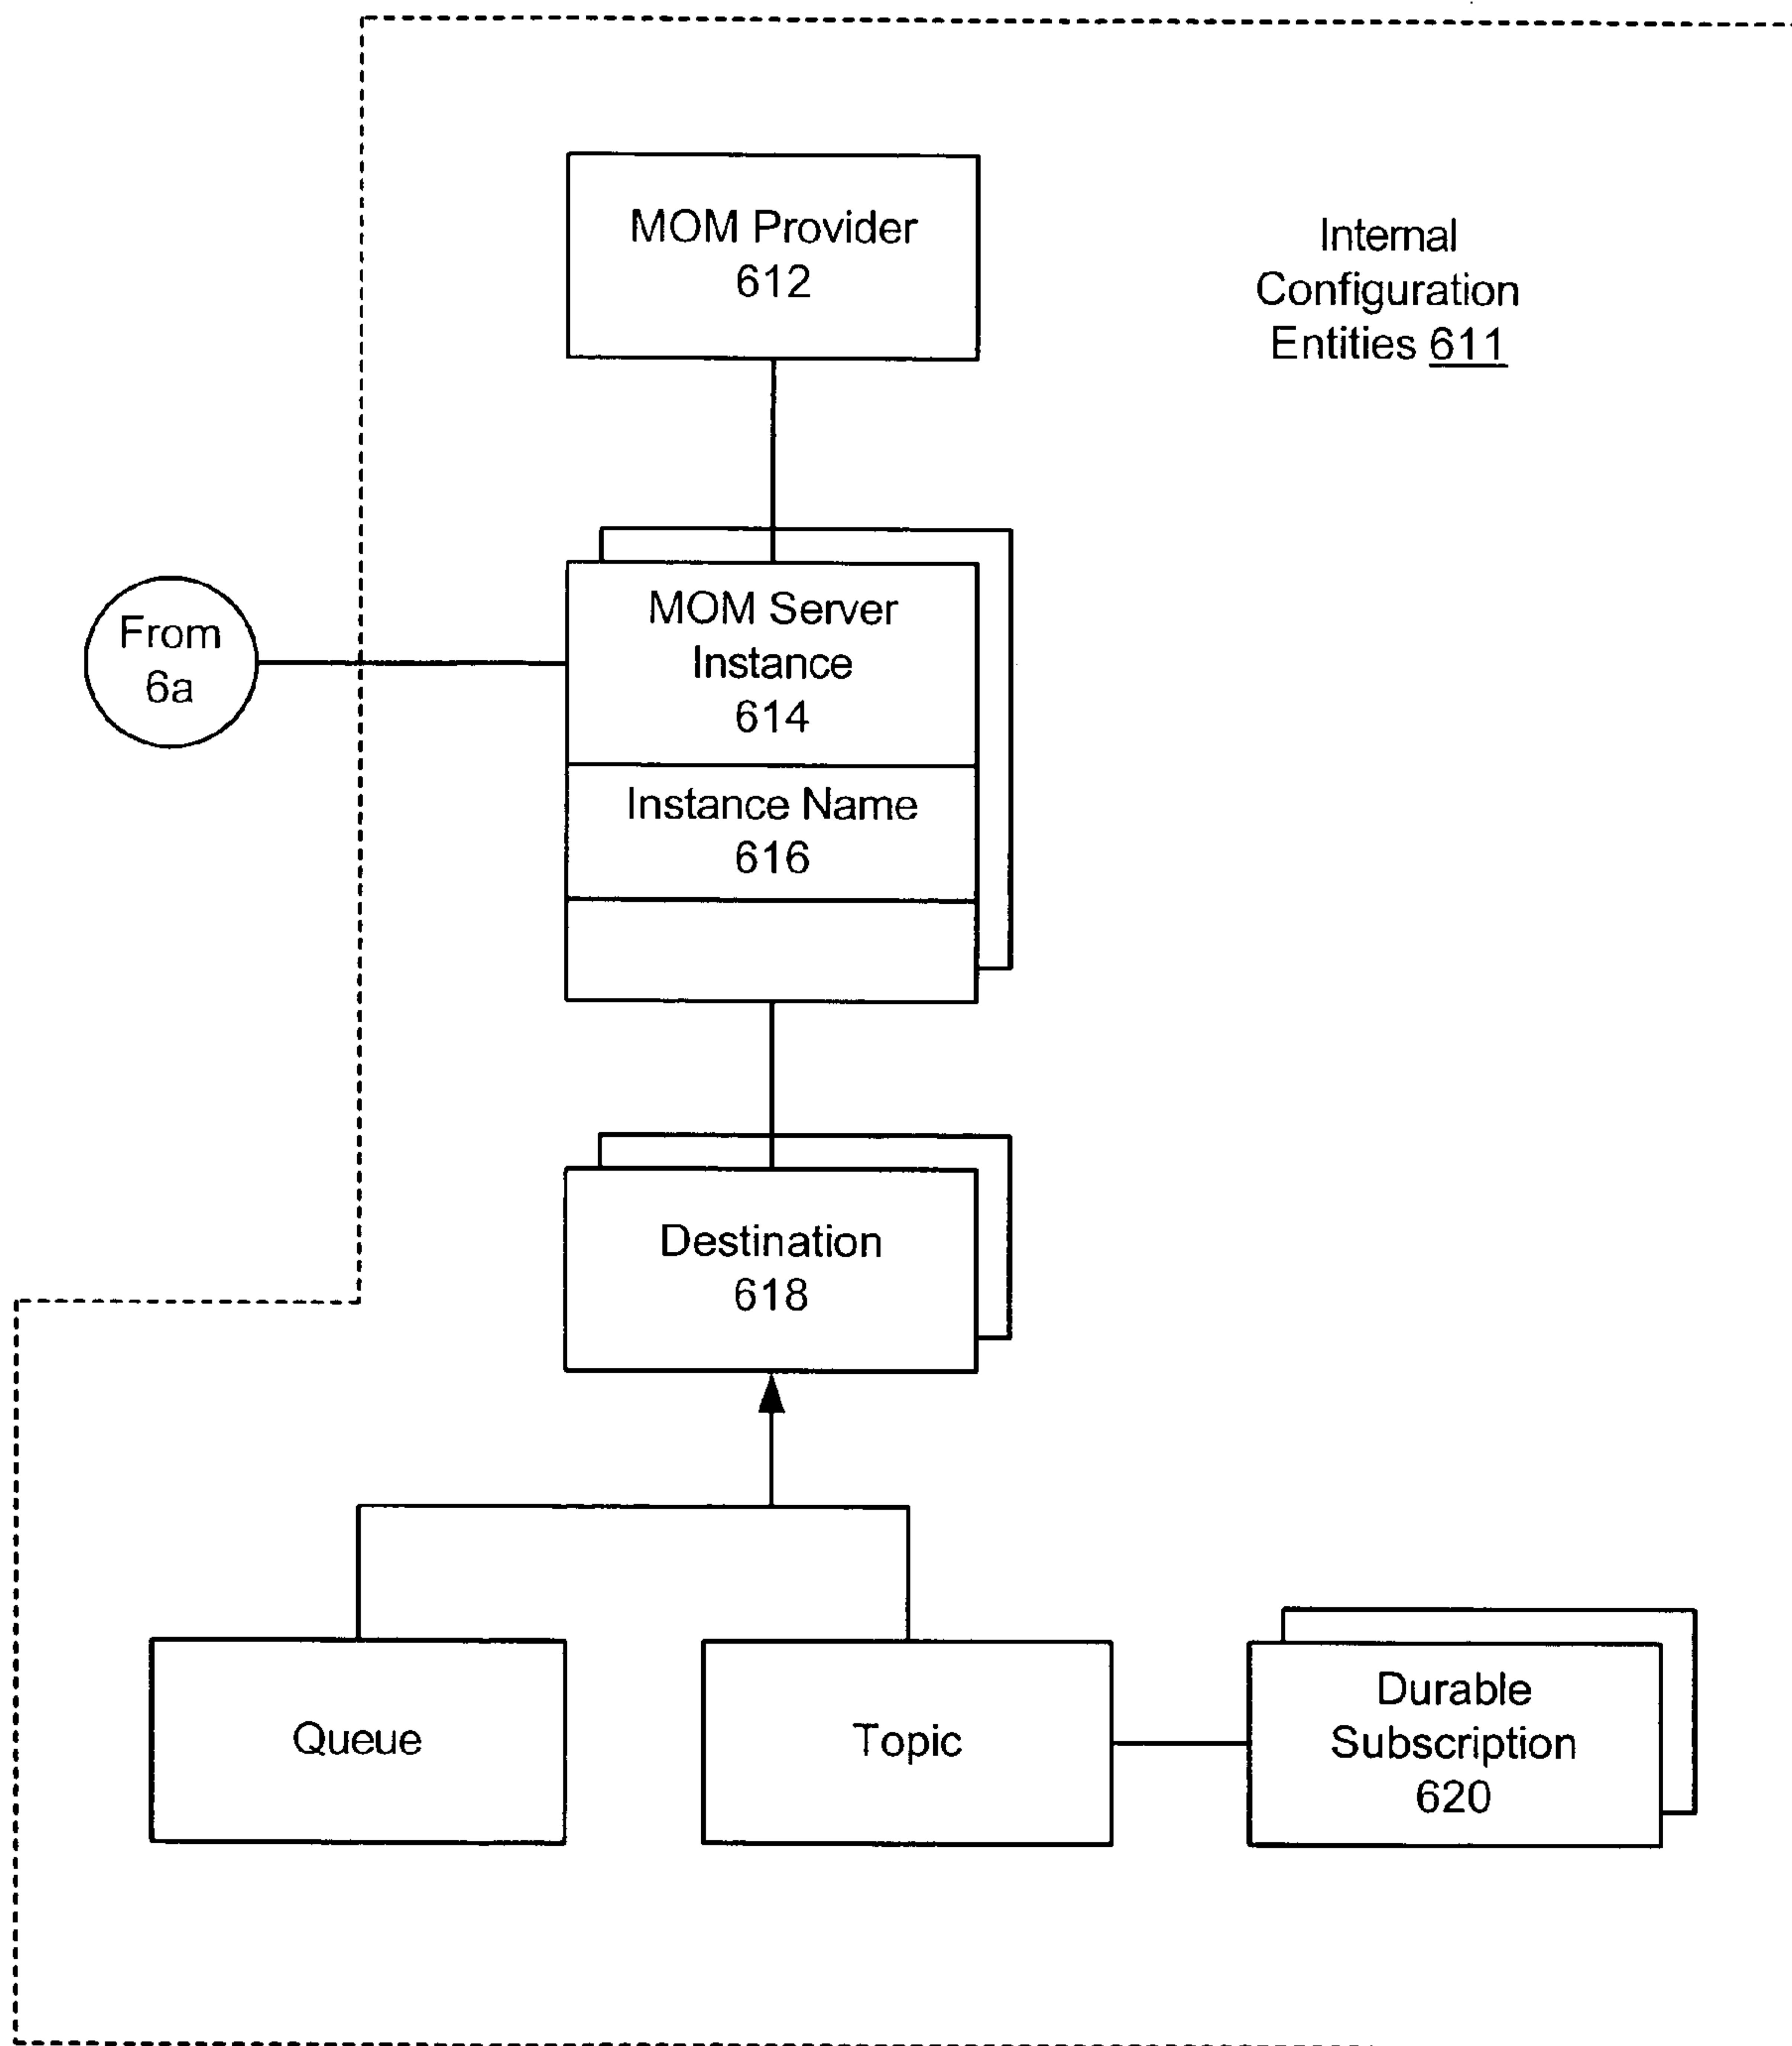 MOM Provider
612
Internal
Configuration
Entities 611
From
6a
MOM Server
Instance
614
Instance Name
616
Destination
618
Queue
Topic
Durable
Subscription
620